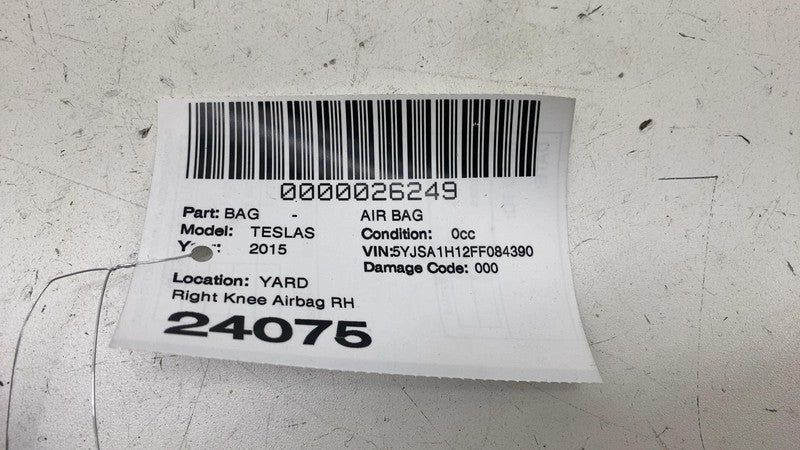 0000026249
Part: BAG - AIR BAG
Model: TESLAS Condition: 0cc
2015 VIN:5YJSA1H12FF084390
Damage Code: 000
Location: YARD
Right Knee Airbag RH
24075